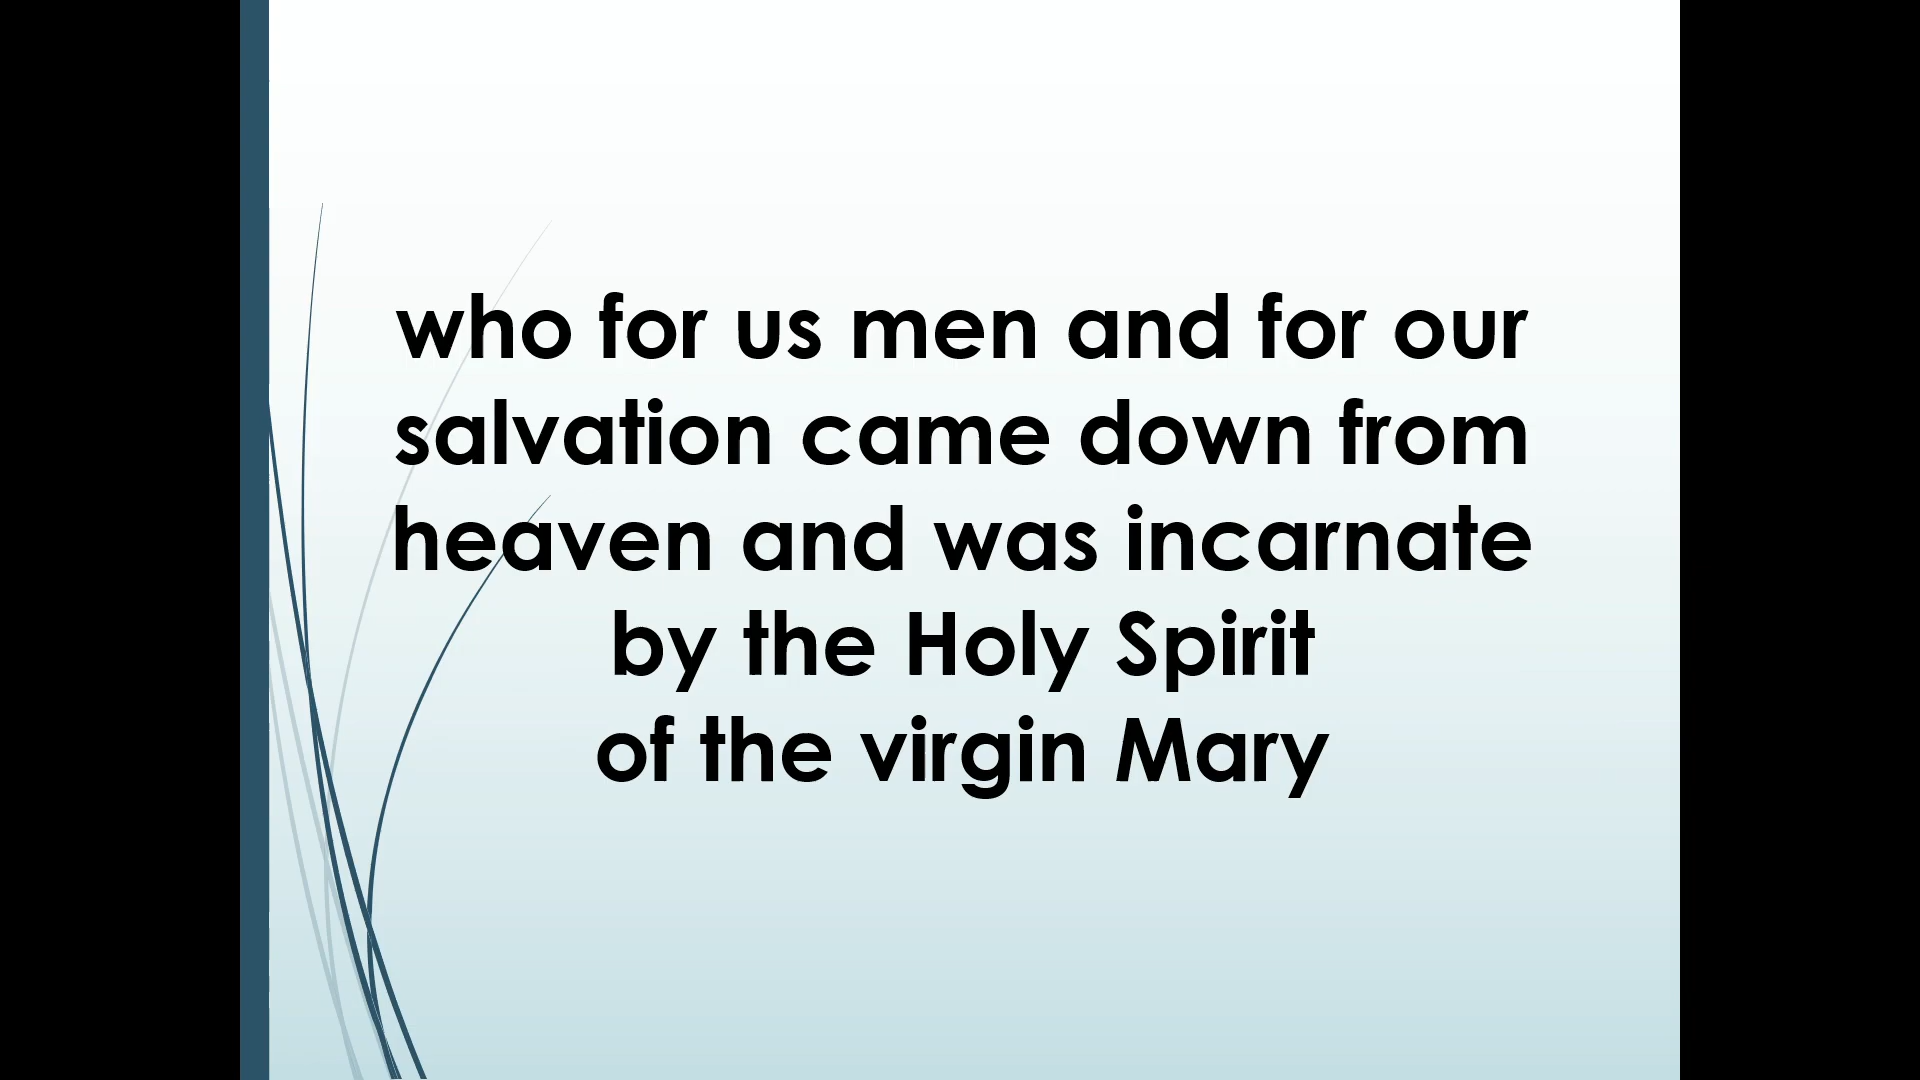 who for us men and for our
salvation came down from
heaven and was incarnate
by the Holy Spirit
of the virgin Mary